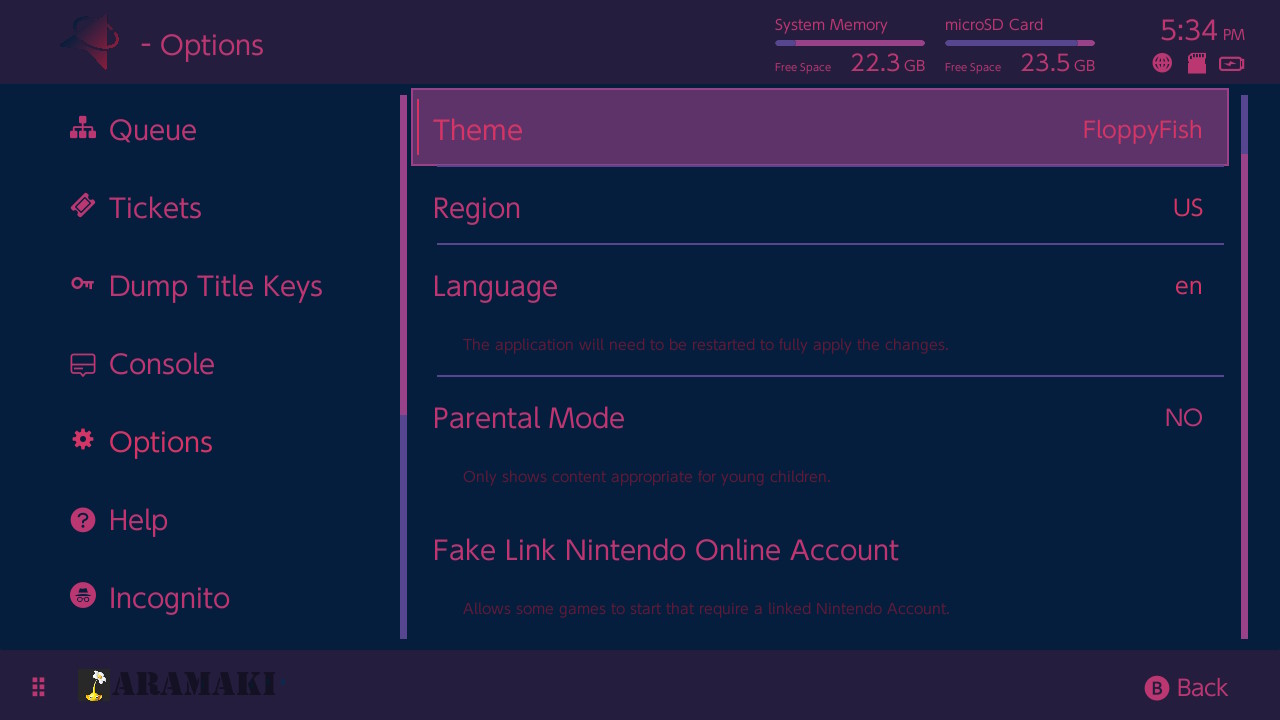 - Options
System Memory
Free Space 22.3 GB
microSD Card
Free Space 23.5 GB
5:34 PM
Queue
Tickets
Dump Title Keys
Console
Options
Help
Incognito
Theme FloppyFish
Region US
Language en
The application will need to be restarted to fully apply the changes.
Parental Mode NO
Only shows content appropriate for young children.
Fake Link Nintendo Online Account
Allows some games to start that require a linked Nintendo Account.
ARAMAKI
B Back